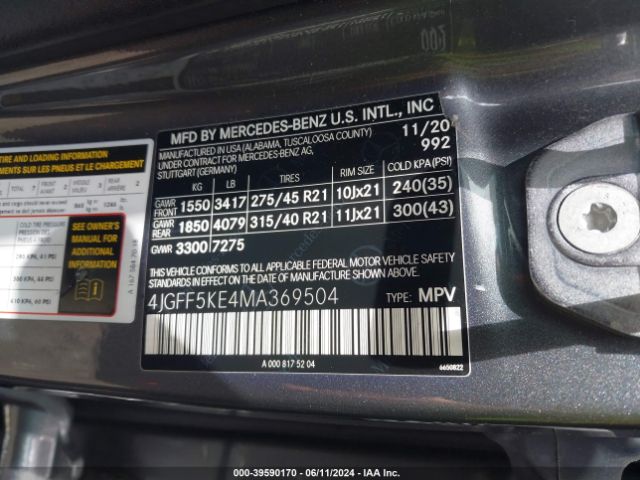 MFD BY MERCEDES-BENZ U.S. INTL., INC
MANUFACTURED IN USA (ALABAMA, TUSCALOOSA COUNTY)
UNDER CONTRACT FOR MERCEDES-BENZ AG,
STUTTGART (GERMANY)
11/20
992
KG LB TIRES RIM SIZE COLD KPA (PSI)
GAWR FRONT 1550 3417 275/45 R21 10Jx21 240(35)
GAWR REAR 1850 4079 315/40 R21 11Jx21 300(43)
GVWR 3300 7275
THIS VEHICLE CONFORMS TO ALL APPLICABLE FEDERAL MOTOR VEHICLE SAFETY
STANDARDS IN EFFECT ON THE DATE OF MANUFACTURE SHOWN ABOVE.
4JGFF5KE4MA369504 TYPE: MPV
A 000 817 52 04
6650822
TIRE AND LOADING INFORMATION
SEE OWNER'S
MANUAL FOR
ADDITIONAL
INFORMATION
000-39590170 - 06/11/2024 - IAA Inc.